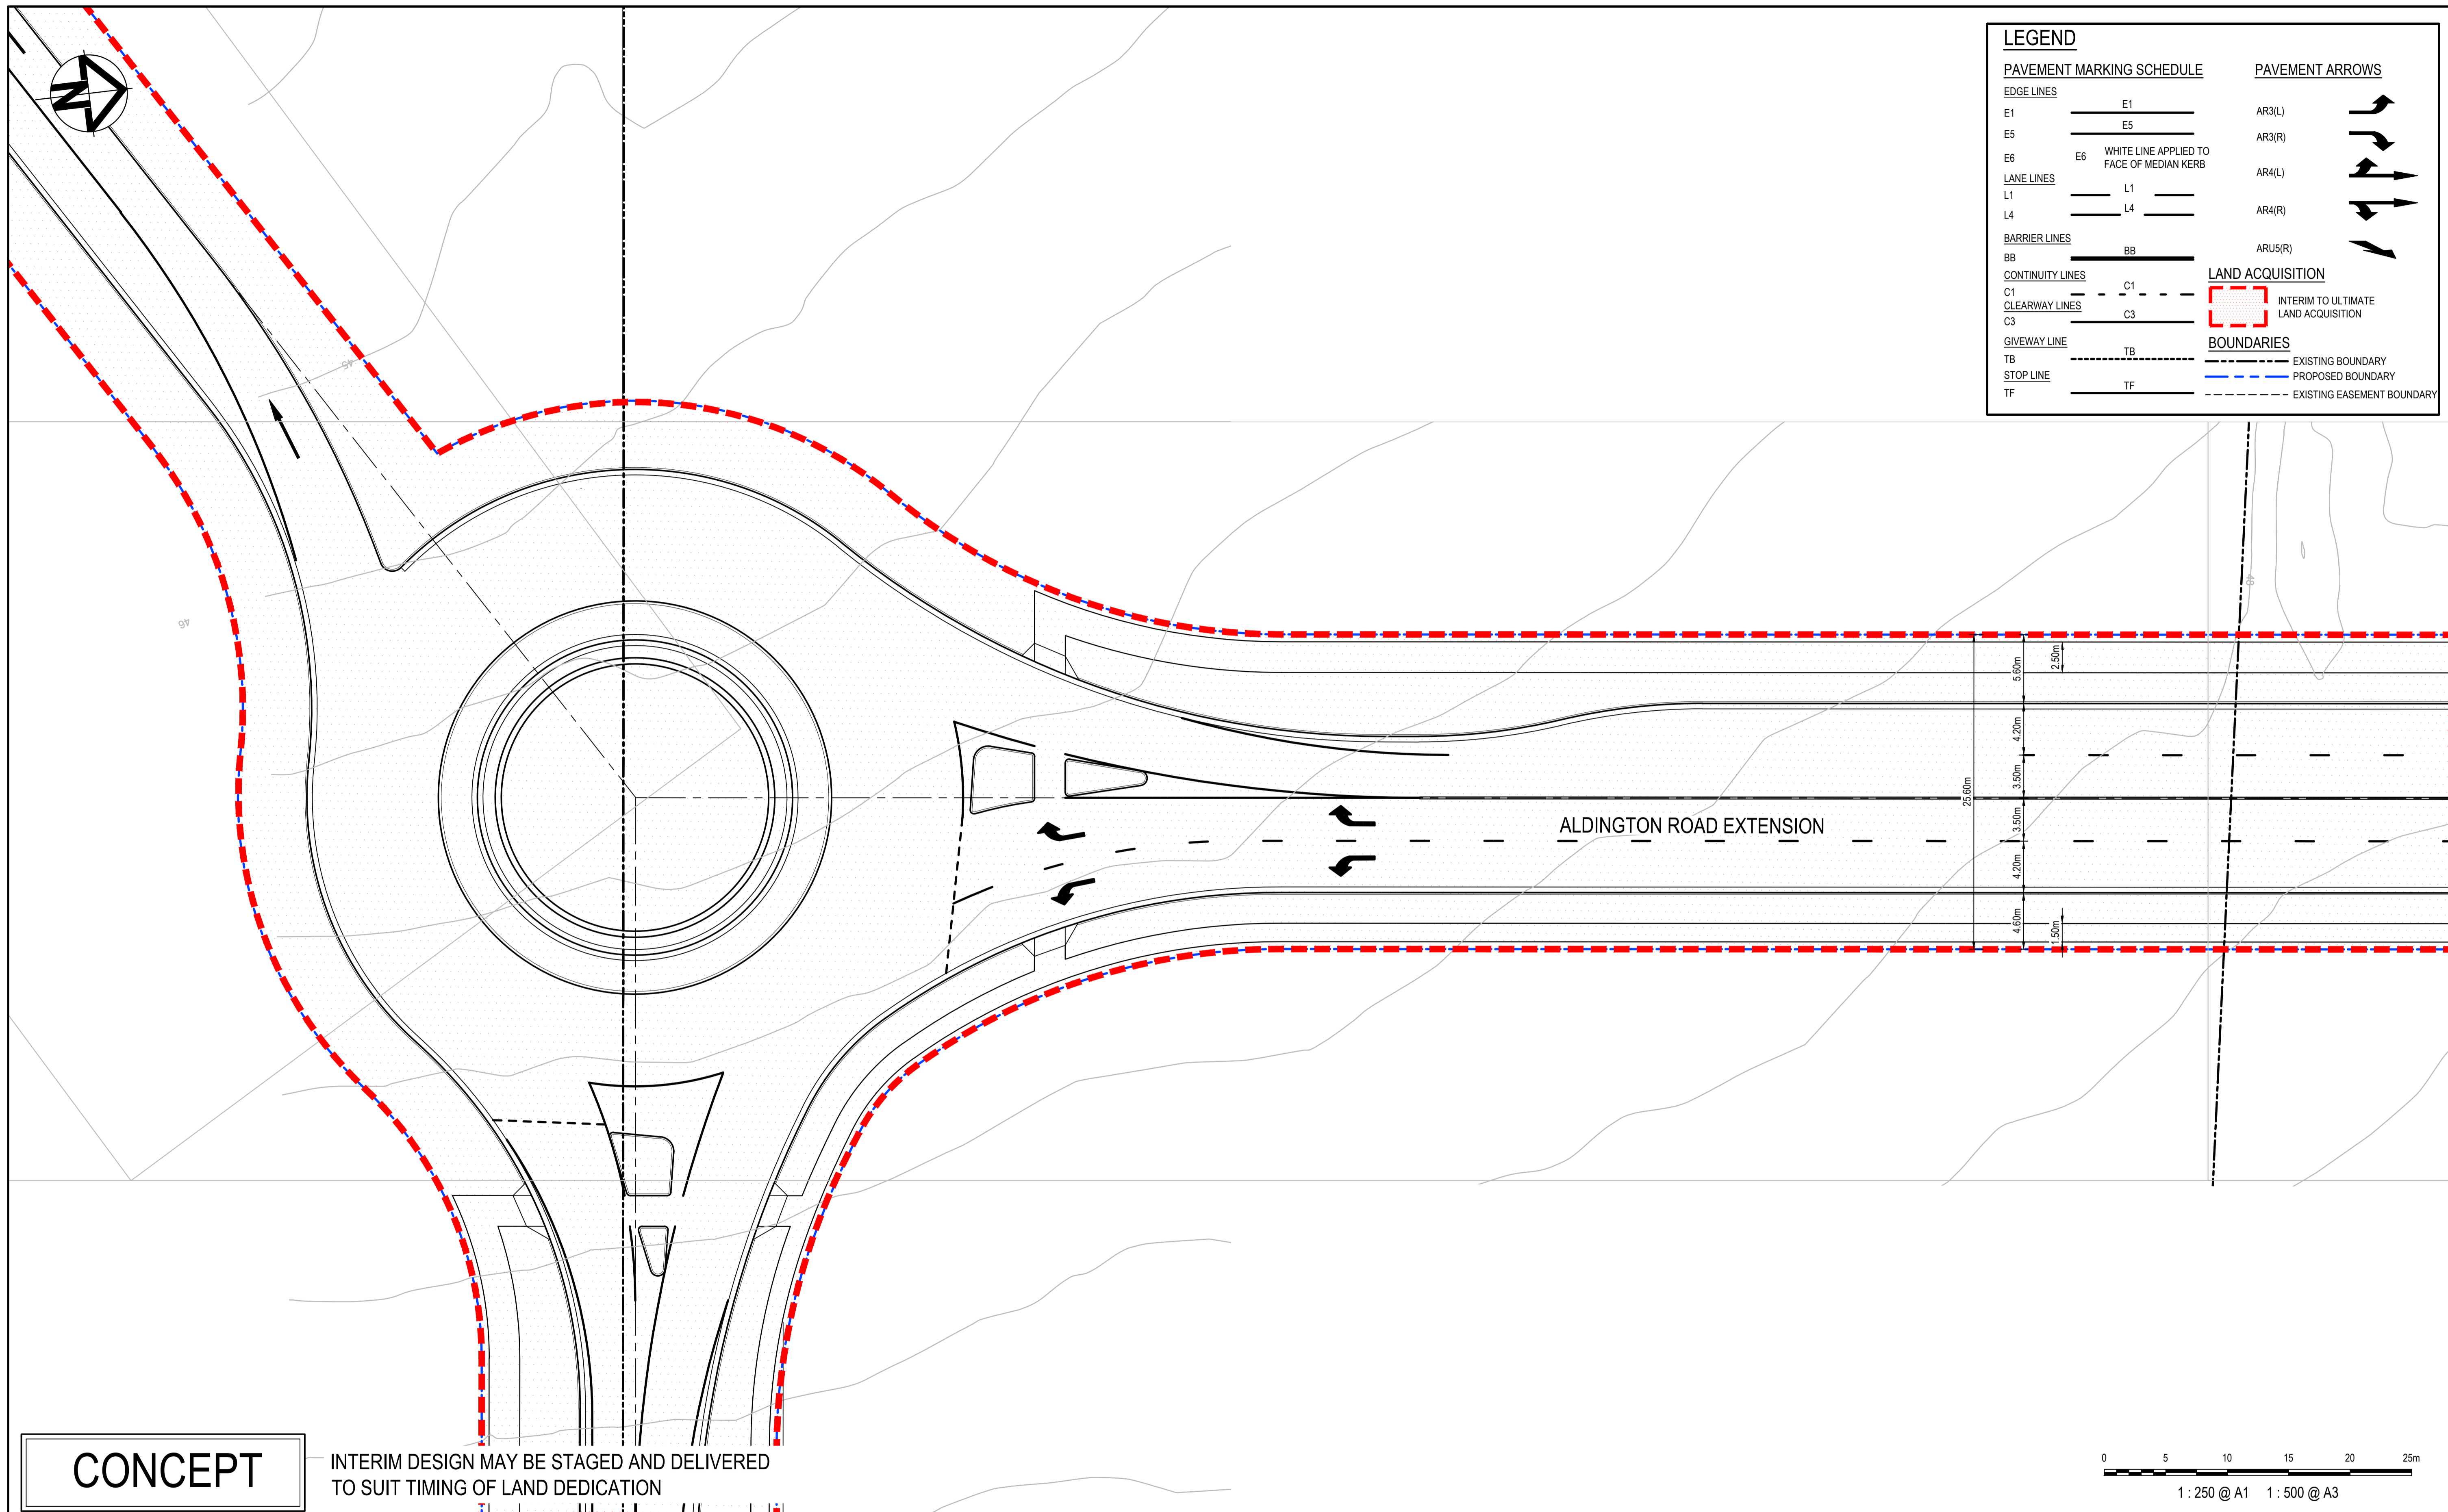 N
LEGEND
PAVEMENT MARKING SCHEDULE
EDGE LINES
E1 E1
E5 E5
E6 E6 WHITE LINE APPLIED TO
FACE OF MEDIAN KERB
LANE LINES
L1 L1
L4 L4
BARRIER LINES
BB BB
CONTINUITY LINES
C1 C1
CLEARWAY LINES
C3 C3
GIVEWAY LINE
TB TB
STOP LINE
TF TF
PAVEMENT ARROWS
AR3(L)
AR3(R)
AR4(L)
AR4(R)
ARU5(R)
LAND ACQUISITION
INTERIM TO ULTIMATE
LAND ACQUISITION
BOUNDARIES
EXISTING BOUNDARY
PROPOSED BOUNDARY
EXISTING EASEMENT BOUNDARY
45
46
48
25.60m
5.60m
2.50m
4.20m
3.50m
3.50m
4.20m
4.60m
1.50m
ALDINGTON ROAD EXTENSION
CONCEPT
INTERIM DESIGN MAY BE STAGED AND DELIVERED
TO SUIT TIMING OF LAND DEDICATION
0 5 10 15 20 25m
1 : 250 @ A1 1 : 500 @ A3